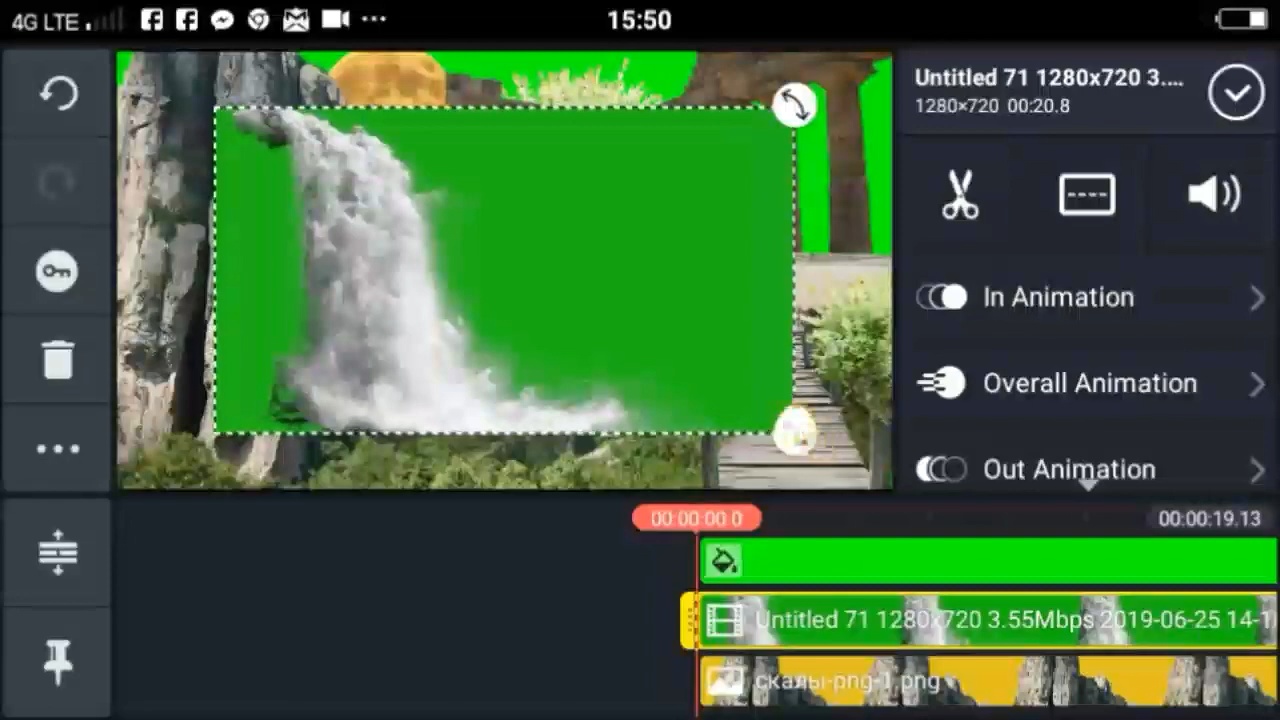 4G LTE
15:50
Untitled 71 1280x720 3....
1280×720 00:20.8
In Animation
Overall Animation
Out Animation
00:00:00 0
00:00:19.13
Untitled 71 1280x720 3.55Mbps 2019-06-25 14-1
скалы-png-1.png